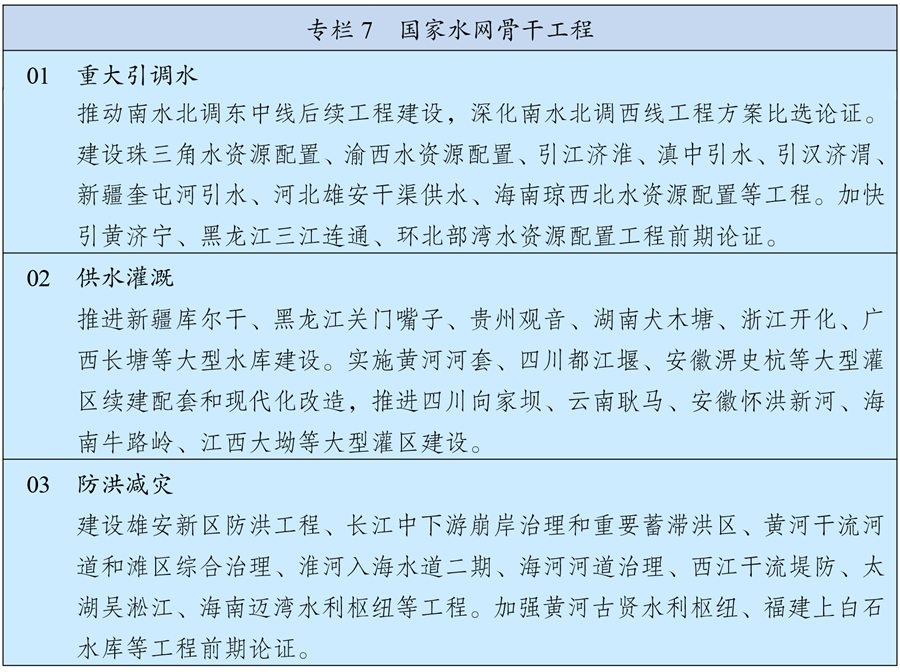 专栏 7 国家水网骨干工程
01 重大引调水
推动南水北调东中线后续工程建设，深化南水北调西线工程方案比选论证。
建设珠三角水资源配置、渝西水资源配置、引江济淮、滇中引水、引汉济渭、
新疆奎屯河引水、河北雄安干渠供水、海南琼西北水资源配置等工程。加快
引黄济宁、黑龙江三江连通、环北部湾水资源配置工程前期论证。
02 供水灌溉
推进新疆库尔干、黑龙江关门嘴子、贵州观音、湖南犬木塘、浙江开化、广
西长塘等大型水库建设。实施黄河河套、四川都江堰、安徽淠史杭等大型灌
区续建配套和现代化改造，推进四川向家坝、云南耿马、安徽怀洪新河、海
南牛路岭、江西大坳等大型灌区建设。
03 防洪减灾
建设雄安新区防洪工程、长江中下游崩岸治理和重要蓄滞洪区、黄河干流河
道和滩区综合治理、淮河入海水道二期、海河河道治理、西江干流堤防、太
湖吴淞江、海南迈湾水利枢纽等工程。加强黄河古贤水利枢纽、福建上白石
水库等工程前期论证。